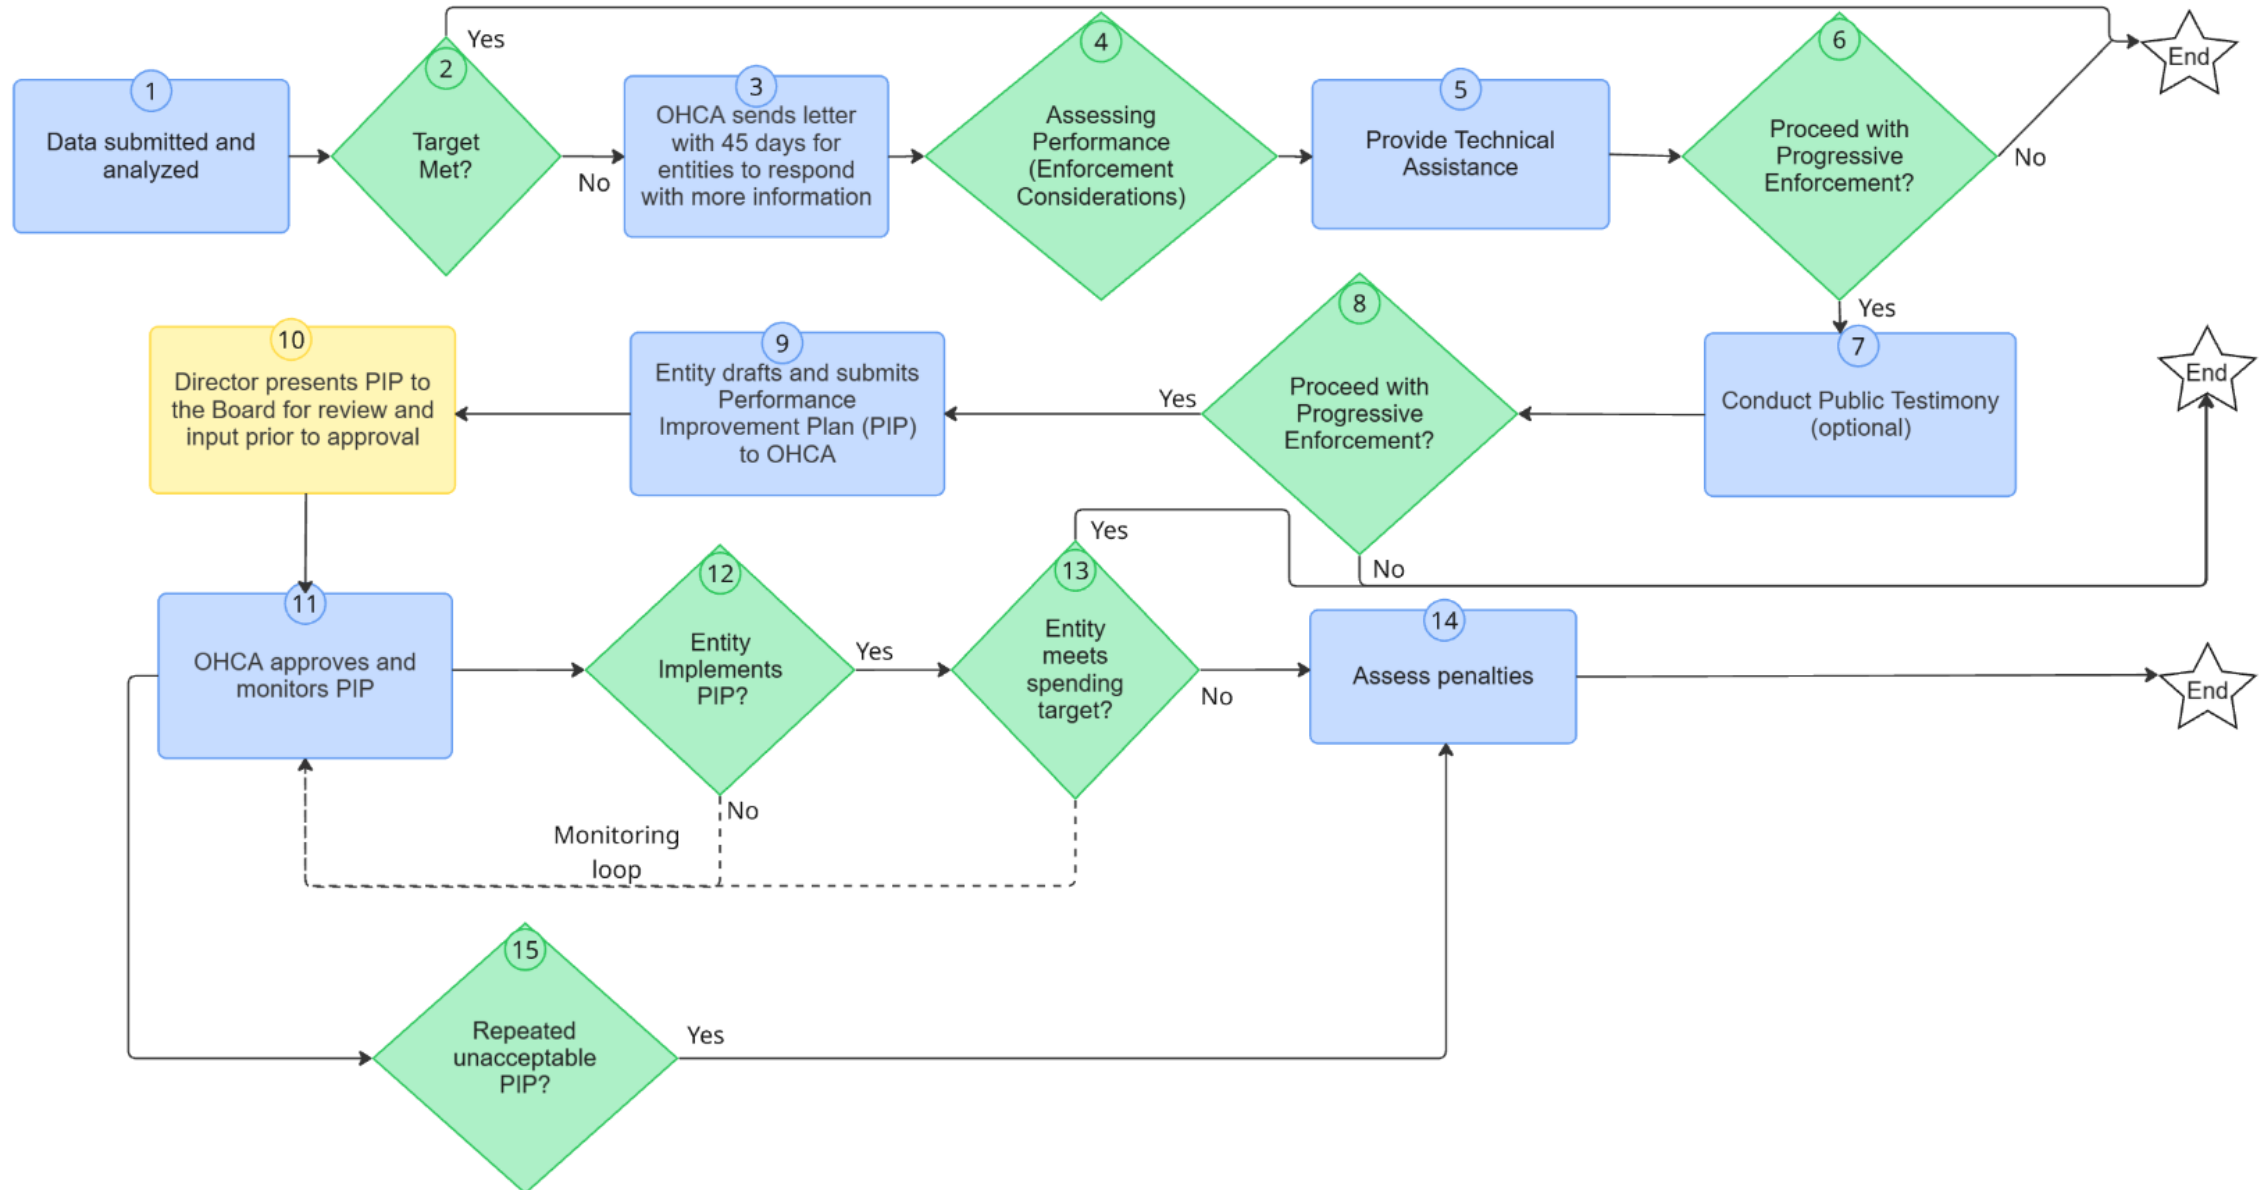 1
Data submitted and
analyzed
Yes
2
Target
Met?
No
3
OHCA sends letter
with 45 days for
entities to respond
with more information
4
Assessing
Performance
(Enforcement
Considerations)
5
Provide Technical
Assistance
6
Proceed with
Progressive
Enforcement?
No
End
Yes
7
Conduct Public Testimony
(optional)
8
Proceed with
Progressive
Enforcement?
Yes
No
End
9
Entity drafts and submits
Performance
Improvement Plan (PIP)
to OHCA
10
Director presents PIP to
the Board for review and
input prior to approval
11
OHCA approves and
monitors PIP
12
Entity
Implements
PIP?
Yes
No
Monitoring
loop
13
Entity
meets
spending
target?
Yes
No
14
Assess penalties
End
15
Repeated
unacceptable
PIP?
Yes